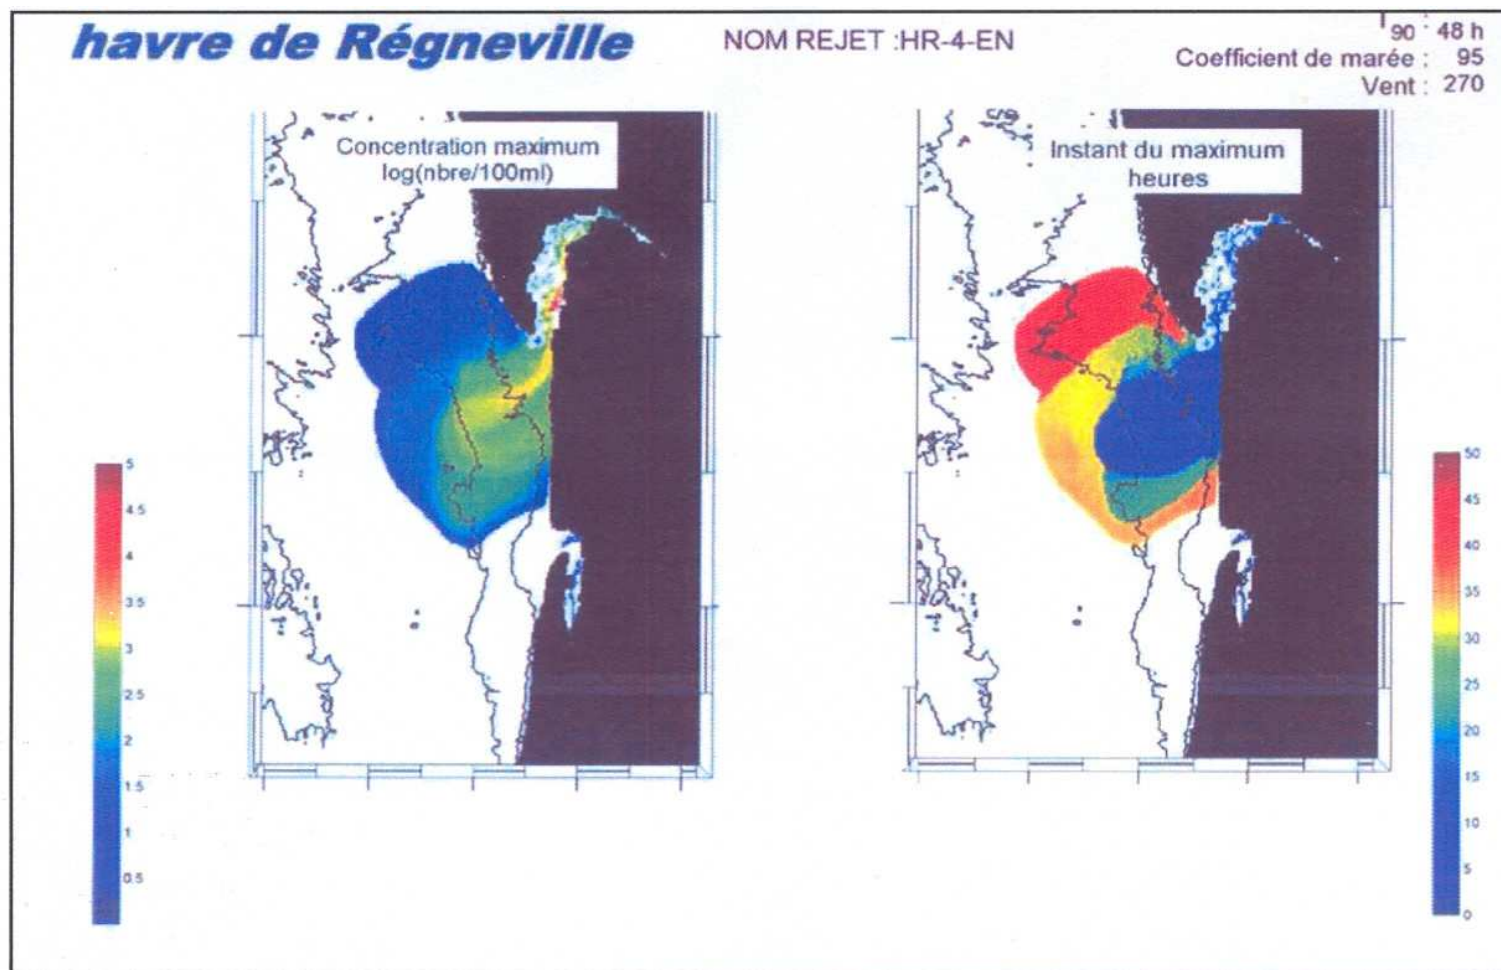 havre de Régneville
NOM REJET :HR-4-EN
T90 : 48 h
Coefficient de marée : 95
Vent : 270
Concentration maximum
log(nbre/100ml)
Instant du maximum
heures
5
4.5
4
3.5
3
2.5
2
1.5
1
0.5
50
45
40
35
30
25
20
15
10
5
0